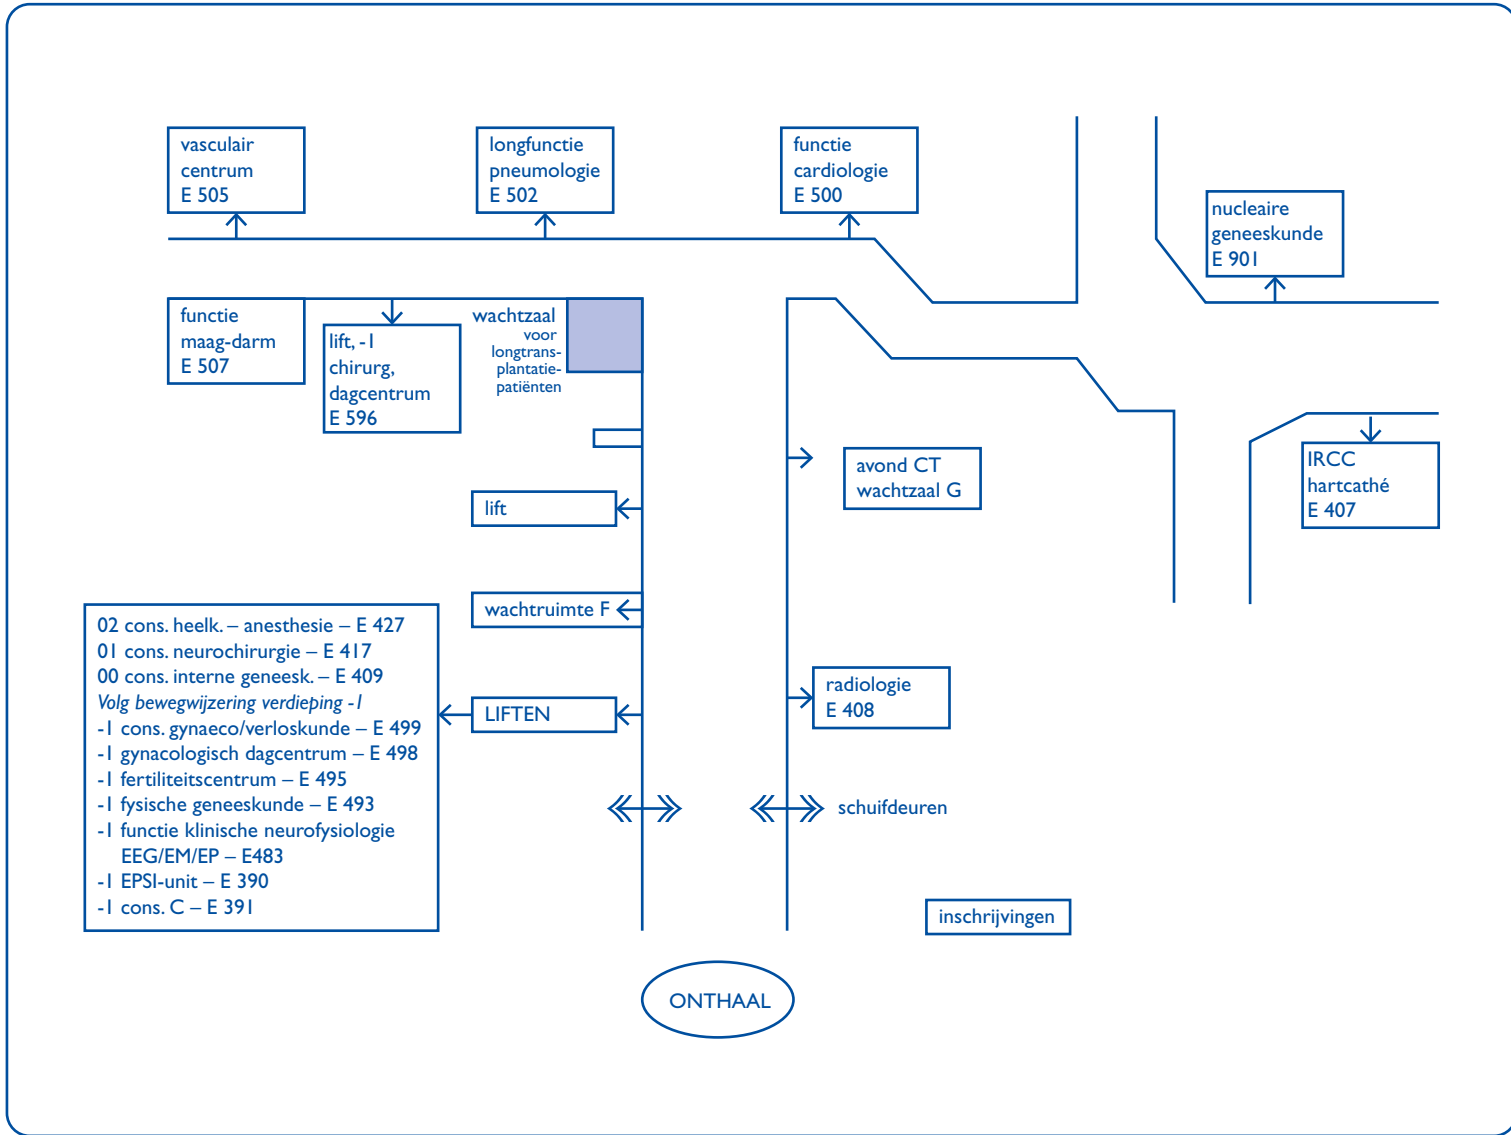 vasculair
centrum
E 505
longfunctie
pneumologie
E 502
functie
cardiologie
E 500
nucleaire
geneeskunde
E 901
functie
maag-darm
E 507
lift, -1
chirurg,
dagcentrum
E 596
wachtzaal
voor
longtrans-
plantatie-
patiënten
avond CT
wachtzaal G
IRCC
hartcathé
E 407
lift
wachtruimte F
02 cons. heelk. – anesthesie – E 427
01 cons. neurochirurgie – E 417
00 cons. interne geneesk. – E 409
Volg bewegwijzering verdieping -1
-1 cons. gynaeco/verloskunde – E 499
-1 gynacologisch dagcentrum – E 498
-1 fertiliteitscentrum – E 495
-1 fysische geneeskunde – E 493
-1 functie klinische neurofysiologie
EEG/EM/EP – E483
-1 EPSI-unit – E 390
-1 cons. C – E 391
LIFTEN
radiologie
E 408
schuifdeuren
inschrijvingen
ONTHAAL